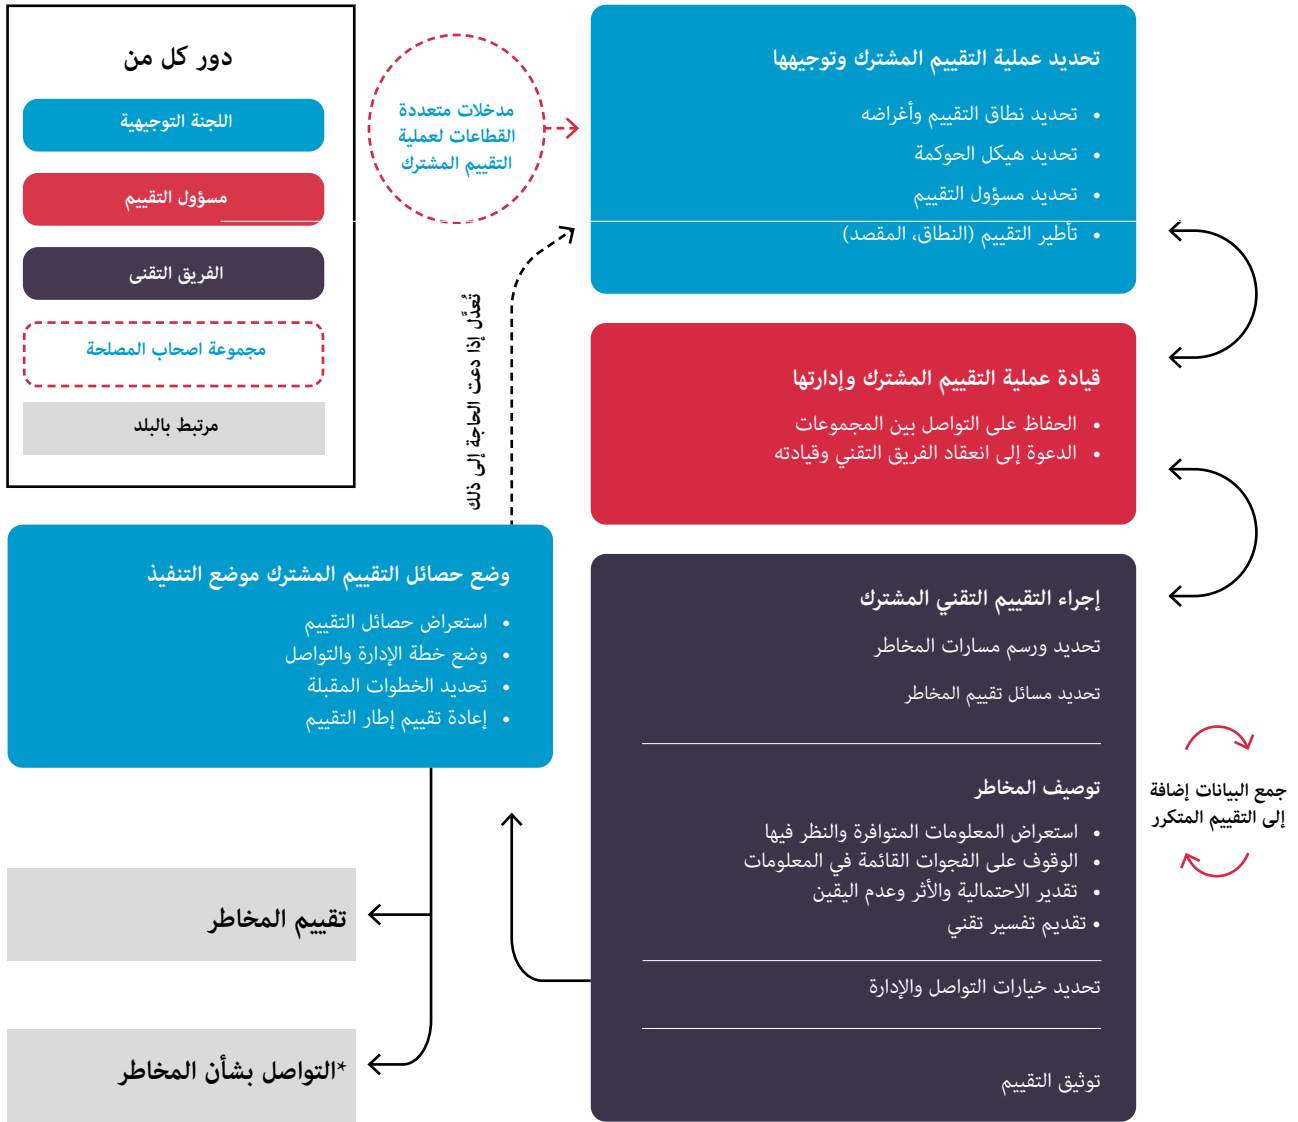 دور كل من
اللجنة التوجيهية
مسؤول التقييم
الفريق التقنى
مجموعة اصحاب المصلحة
مرتبط بالبلد
مدخلات متعددة
القطاعات لعملية
التقييم المشترك
تحديد عملية التقييم المشترك وتوجيهها
• تحديد نطاق التقييم وأغراضه
• تحديد هيكل الحوكمة
• تحديد مسؤول التقييم
• تأطير التقييم (النطاق، المقصد)
قيادة عملية التقييم المشترك وإدارتها
• الحفاظ على التواصل بين المجموعات
• الدعوة إلى انعقاد الفريق التقني وقيادته
إجراء التقييم التقني المشترك
تحديد ورسم مسارات المخاطر
تحديد مسائل تقييم المخاطر
توصيف المخاطر
• استعراض المعلومات المتوافرة والنظر فيها
• الوقوف على الفجوات القائمة في المعلومات
• تقدير الاحتمالية والأثر وعدم اليقين
• تقديم تفسير تقني
تحديد خيارات التواصل والإدارة
توثيق التقييم
جمع البيانات إضافة
إلى التقييم المتكرر
تُعدَّل إذا دعت الحاجة إلى ذلك
وضع حصائل التقييم المشترك موضع التنفيذ
• استعراض حصائل التقييم
• وضع خطة الإدارة والتواصل
• تحديد الخطوات المقبلة
• إعادة تقييم إطار التقييم
تقييم المخاطر
*التواصل بشأن المخاطر